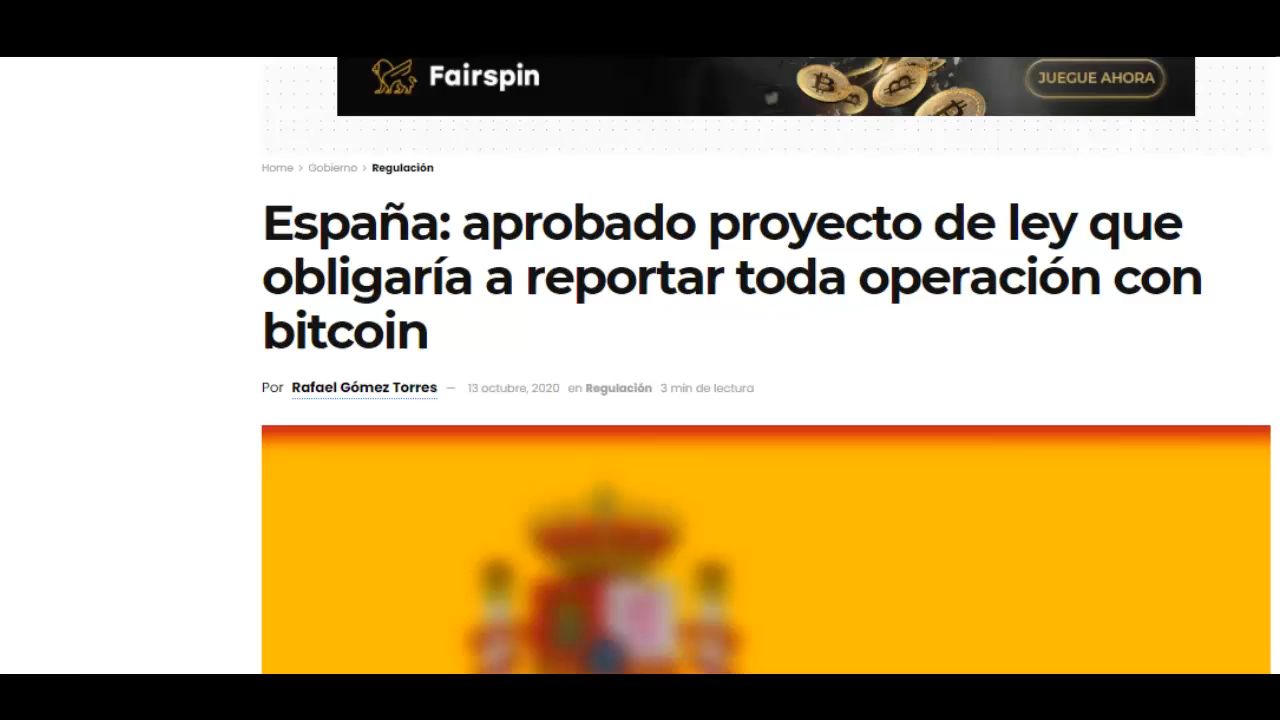 Fairspin
JUEGUE AHORA
Home > Gobierno > Regulación
España: aprobado proyecto de ley que
obligaría a reportar toda operación con
bitcoin
Por Rafael Gómez Torres — 13 octubre, 2020 en Regulación 3 min de lectura